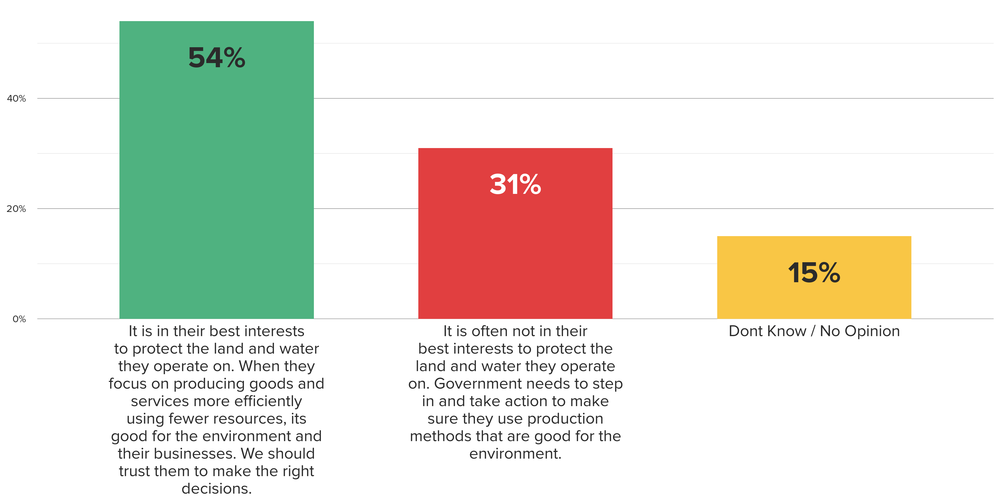 54%
40%
31%
20%
15%
0%
It is in their best interests
to protect the land and water
they operate on. When they
focus on producing goods and
services more efficiently
using fewer resources, its
good for the environment and
their businesses. We should
trust them to make the right
decisions.
It is often not in their
best interests to protect the
land and water they operate
on. Government needs to step
in and take action to make
sure they use production
methods that are good for the
environment.
Dont Know / No Opinion